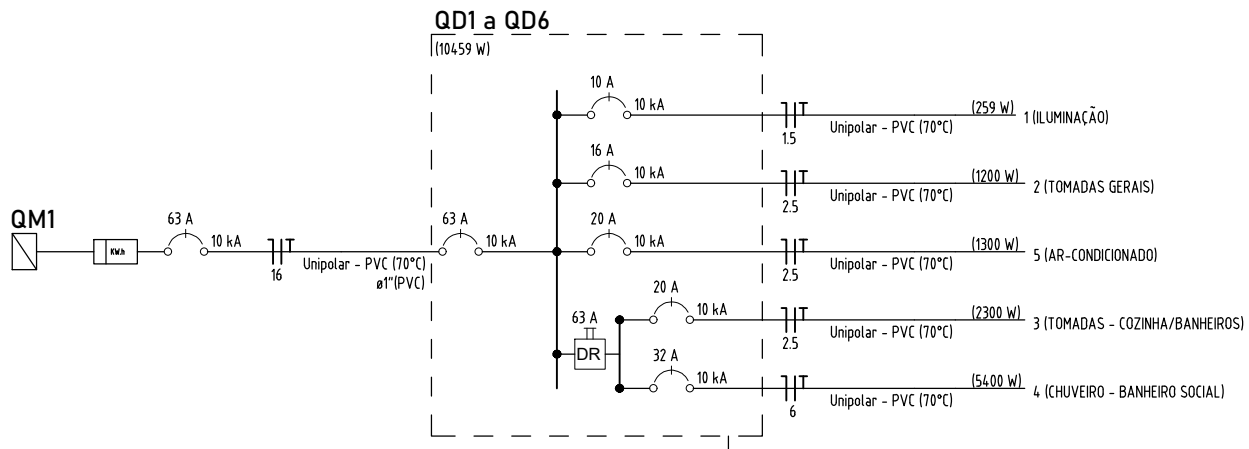 QD1 a QD6
(10459 W)
10 A
10 kA
1.5
Unipolar - PVC (70°C)
(259 W)
1 (ILUMINAÇÃO)
16 A
10 kA
2.5
Unipolar - PVC (70°C)
(1200 W)
2 (TOMADAS GERAIS)
QM1
KW.h
63 A
10 kA
16
Unipolar - PVC (70°C)
ø1"(PVC)
63 A
10 kA
20 A
10 kA
2.5
Unipolar - PVC (70°C)
(1300 W)
5 (AR-CONDICIONADO)
63 A
DR
20 A
10 kA
2.5
Unipolar - PVC (70°C)
(2300 W)
3 (TOMADAS - COZINHA/BANHEIROS)
32 A
10 kA
6
Unipolar - PVC (70°C)
(5400 W)
4 (CHUVEIRO - BANHEIRO SOCIAL)